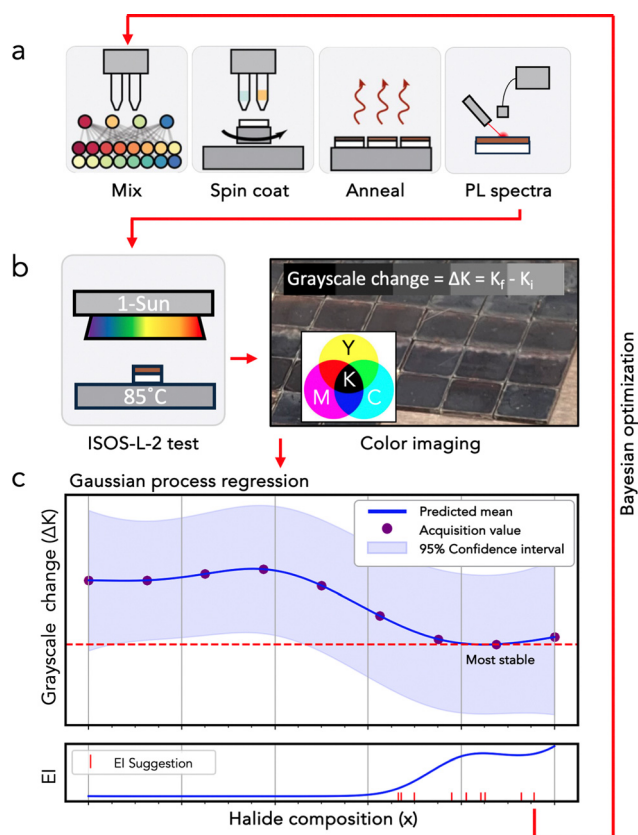 a
Mix
Spin coat
Anneal
PL spectra
b
1-Sun
85°C
ISOS-L-2 test
Grayscale change = ΔK = Kf - Ki
Y
K
M
C
Color imaging
Bayesian optimization
c
Gaussian process regression
Grayscale change (ΔK)
Predicted mean
Acquisition value
95% Confidence interval
Most stable
EI
EI Suggestion
Halide composition (x)